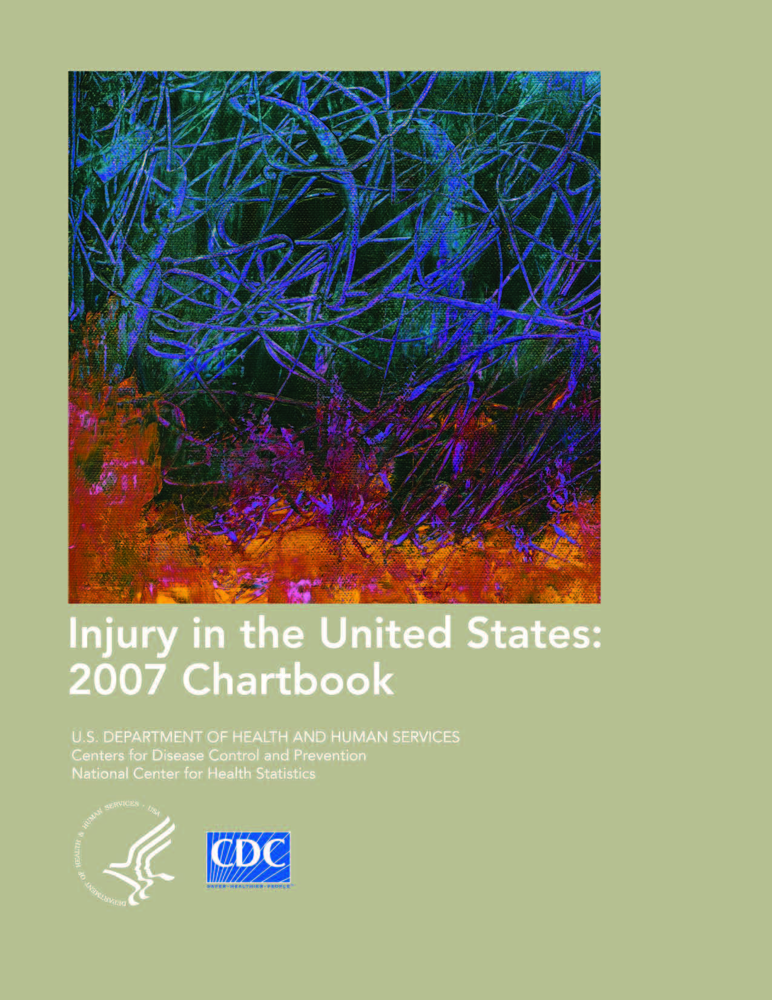 Injury in the United States:
2007 Chartbook
U.S. DEPARTMENT OF HEALTH AND HUMAN SERVICES
Centers for Disease Control and Prevention
National Center for Health Statistics
DEPARTMENT OF HEALTH & HUMAN SERVICES · USA
CDC
SAFER · HEALTHIER · PEOPLE™